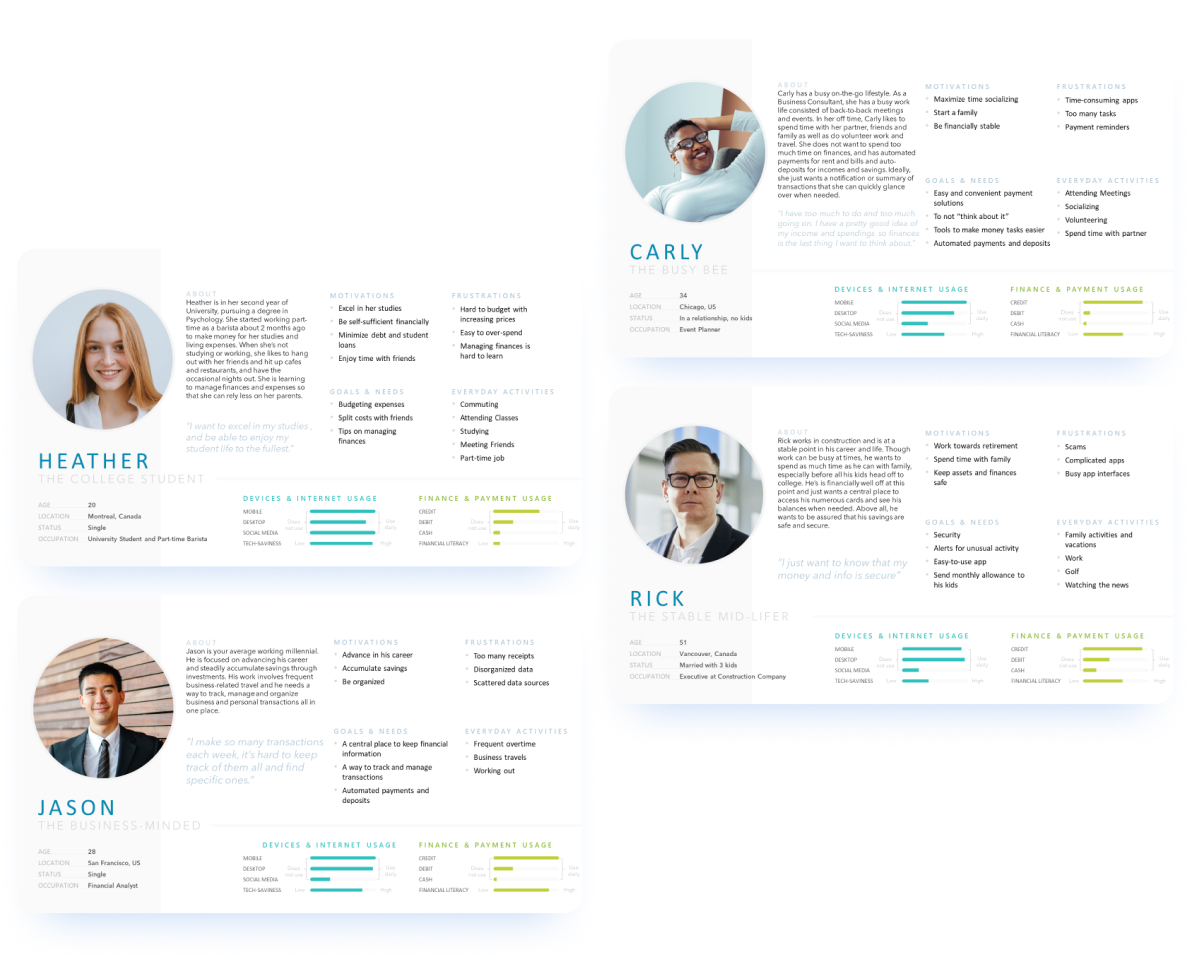 ABOUT
Carly has a busy on-the-go lifestyle. As a
Business Consultant, she has a busy work
life consisted of back-to-back meetings
and events. In her off time, Carly likes to
spend time with her partner, friends and
family as well as do volunteer work and
travel. She does not want to spend too
much time on finances, and has automated
payments for rent and bills and auto-
deposits for incomes and savings. Ideally,
she just wants a notification or summary of
transactions that she can quickly glance
over when needed.
"I have too much to do and too much
going on. I have a pretty good idea of
my income and spendings so finances
is the last thing I want to think about."
MOTIVATIONS
Maximize time socializing
Start a family
Be financially stable
FRUSTRATIONS
Time-consuming apps
Too many tasks
Payment reminders
GOALS & NEEDS
Easy and convenient payment
solutions
To not "think about it"
Tools to make money tasks easier
Automated payments and deposits
EVERYDAY ACTIVITIES
Attending Meetings
Socializing
Volunteering
Spend time with partner
CARLY
THE BUSY BEE
AGE 34
LOCATION Chicago, US
STATUS In a relationship, no kids
OCCUPATION Event Planner
DEVICES & INTERNET USAGE
MOBILE
DESKTOP
SOCIAL MEDIA
TECH-SAVINESS
Does
not use
Use
daily
Low
High
FINANCE & PAYMENT USAGE
CREDIT
DEBIT
CASH
FINANCIAL LITERACY
Does
not use
Use
daily
Low
High
ABOUT
Heather is in her second year of
University, pursuing a degree in
Psychology. She started working part-
time as a barista about 2 months ago
to make money for her studies and
living expenses. When she's not
studying or working, she likes to hang
out with her friends and hit up cafes
and restaurants, and have the
occasional nights out. She is learning
to manage finances and expenses so
that she can rely less on her parents.
"I want to excel in my studies ,
and be able to enjoy my
student life to the fullest."
MOTIVATIONS
Excel in her studies
Be self-sufficient financially
Minimize debt and student
loans
Enjoy time with friends
FRUSTRATIONS
Hard to budget with
increasing prices
Easy to over-spend
Managing finances is
hard to learn
GOALS & NEEDS
Budgeting expenses
Split costs with friends
Tips on managing
finances
EVERYDAY ACTIVITIES
Commuting
Attending Classes
Studying
Meeting Friends
Part-time job
HEATHER
THE COLLEGE STUDENT
AGE 20
LOCATION Montreal, Canada
STATUS Single
OCCUPATION University Student and Part-time Barista
DEVICES & INTERNET USAGE
MOBILE
DESKTOP
SOCIAL MEDIA
TECH-SAVINESS
Does
not use
Use
daily
Low
High
FINANCE & PAYMENT USAGE
CREDIT
DEBIT
CASH
FINANCIAL LITERACY
Does
not use
Use
daily
Low
High
ABOUT
Rick works in construction and is at a
stable point in his career and life. Though
work can be busy at times, he wants to
spend as much time as he can with family,
especially before all his kids head off to
college. He's is financially well off at this
point and just wants a central place to
access his numerous cards and see his
balances when needed. Above all, he
wants to be assured that his savings are
safe and secure.
"I just want to know that my
money and info is secure"
MOTIVATIONS
Work towards retirement
Spend time with family
Keep assets and finances
safe
FRUSTRATIONS
Scams
Complicated apps
Busy app interfaces
GOALS & NEEDS
Security
Alerts for unusual activity
Easy-to-use app
Send monthly allowance to
his kids
EVERYDAY ACTIVITIES
Family activities and
vacations
Work
Golf
Watching the news
RICK
THE STABLE MID-LIFER
AGE 51
LOCATION Vancouver, Canada
STATUS Married with 3 kids
OCCUPATION Executive at Construction Company
DEVICES & INTERNET USAGE
MOBILE
DESKTOP
SOCIAL MEDIA
TECH-SAVINESS
Does
not use
Use
daily
Low
High
FINANCE & PAYMENT USAGE
CREDIT
DEBIT
CASH
FINANCIAL LITERACY
Does
not use
Use
daily
Low
High
ABOUT
Jason is your average working millennial.
He is focused on advancing his career
and steadily accumulate savings through
investments. His work involves frequent
business-related travel and he needs a
way to track, manage and organize
business and personal transactions all in
one place.
"I make so many transactions
each week, it's hard to keep
track of them all and find
specific ones."
MOTIVATIONS
Advance in his career
Accumulate savings
Be organized
FRUSTRATIONS
Too many receipts
Disorganized data
Scattered data sources
GOALS & NEEDS
A central place to keep financial
information
A way to track and manage
transactions
Automated payments and
deposits
EVERYDAY ACTIVITIES
Frequent overtime
Business travels
Working out
JASON
THE BUSINESS-MINDED
AGE 28
LOCATION San Francisco, US
STATUS Single
OCCUPATION Financial Analyst
DEVICES & INTERNET USAGE
MOBILE
DESKTOP
SOCIAL MEDIA
TECH-SAVINESS
Does
not use
Use
daily
Low
High
FINANCE & PAYMENT USAGE
CREDIT
DEBIT
CASH
FINANCIAL LITERACY
Does
not use
Use
daily
Low
High